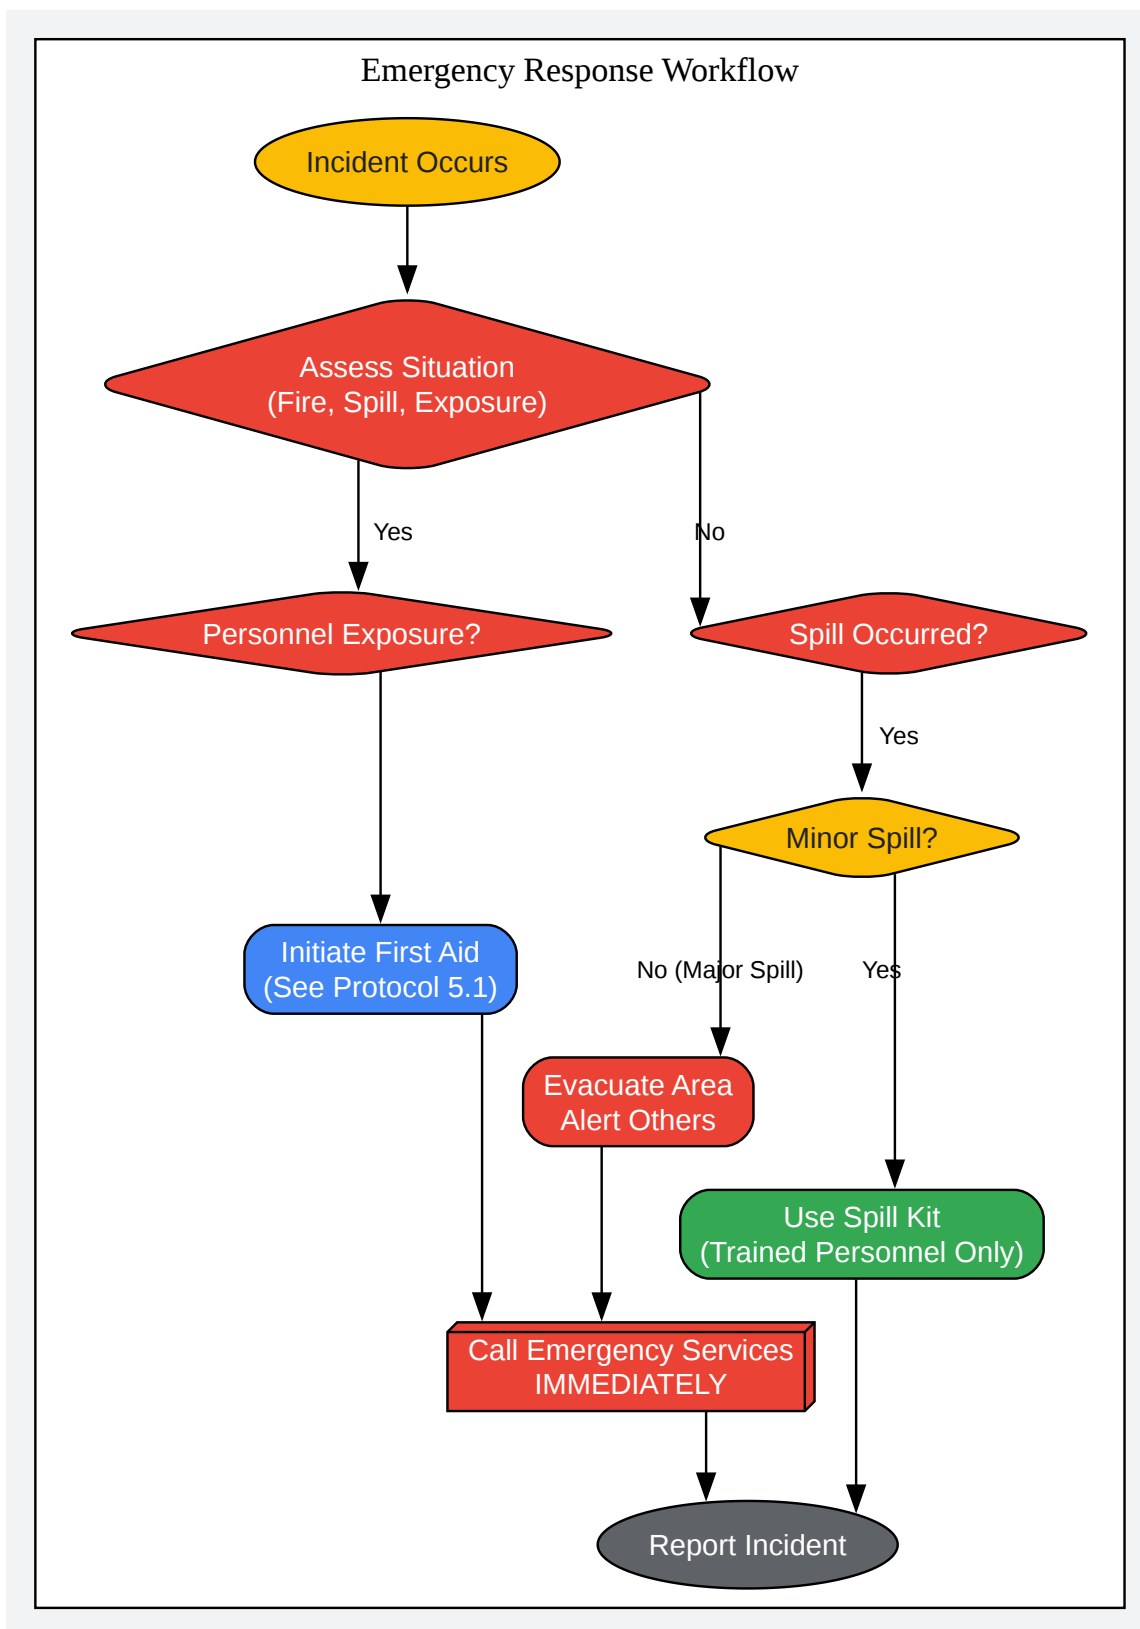 Emergency Response Workflow
Incident Occurs
Assess Situation
(Fire, Spill, Exposure)
Yes
No
Personnel Exposure?
Spill Occurred?
Yes
Minor Spill?
Initiate First Aid
(See Protocol 5.1)
No (Major Spill)
Yes
Evacuate Area
Alert Others
Use Spill Kit
(Trained Personnel Only)
Call Emergency Services
IMMEDIATELY
Report Incident